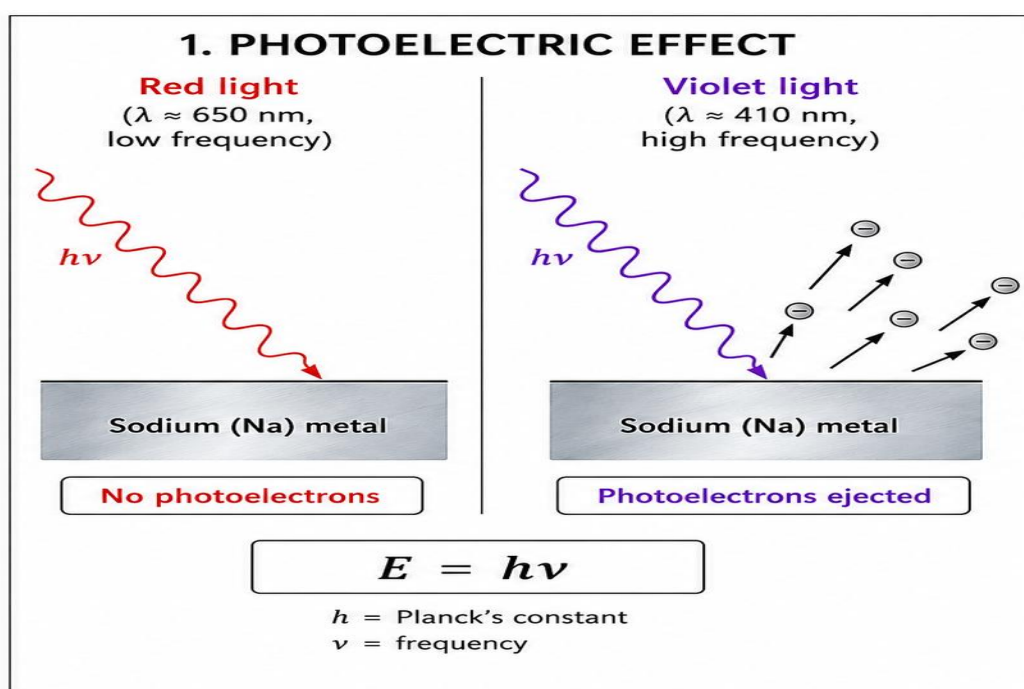 1. PHOTOELECTRIC EFFECT
Red light
(λ ≈ 650 nm,
low frequency)
hν
Sodium (Na) metal
No photoelectrons
Violet light
(λ ≈ 410 nm,
high frequency)
hν
− − − − − − −
Sodium (Na) metal
Photoelectrons ejected
E = hν
h = Planck’s constant
ν = frequency